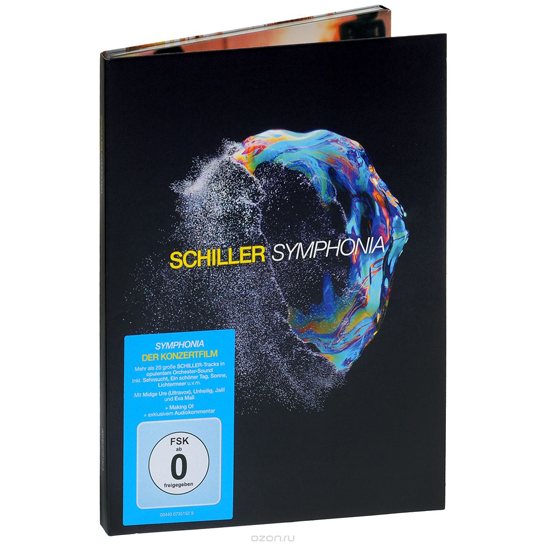 SCHILLER SYMPHONIA
SYMPHONIA
DER KONZERTFILM
Mehr als 20 große SCHILLER-Tracks in
opulentem Orchester-Sound
inkl. Sehnsucht, Ein schöner Tag, Sonne,
Lichtermeer u.v.m.
Mit Midge Ure (Ultravox), Unheilig, Jaël
und Eva Mali
+ Making Of
+ exklusivem Audiokommentar
FSK
ab
0
freigegeben
ozon.ru